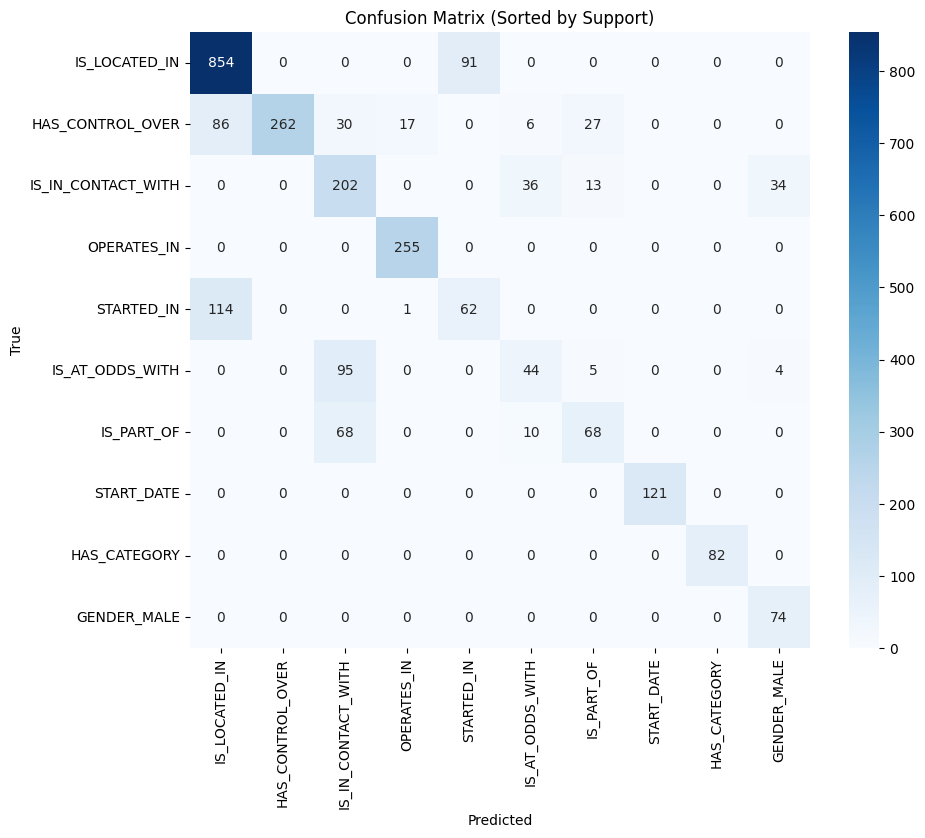 Confusion Matrix (Sorted by Support)
IS_LOCATED_IN 854 0 0 0 91 0 0 0 0 0
HAS_CONTROL_OVER 86 262 30 17 0 6 27 0 0 0
IS_IN_CONTACT_WITH 0 0 202 0 0 36 13 0 0 34
OPERATES_IN 0 0 0 255 0 0 0 0 0 0
STARTED_IN 114 0 0 1 62 0 0 0 0 0
IS_AT_ODDS_WITH 0 0 95 0 0 44 5 0 0 4
IS_PART_OF 0 0 68 0 0 10 68 0 0 0
START_DATE 0 0 0 0 0 0 0 121 0 0
HAS_CATEGORY 0 0 0 0 0 0 0 0 82 0
GENDER_MALE 0 0 0 0 0 0 0 0 0 74
True
IS_LOCATED_IN
HAS_CONTROL_OVER
IS_IN_CONTACT_WITH
OPERATES_IN
STARTED_IN
IS_AT_ODDS_WITH
IS_PART_OF
START_DATE
HAS_CATEGORY
GENDER_MALE
Predicted
800
700
600
500
400
300
200
100
0